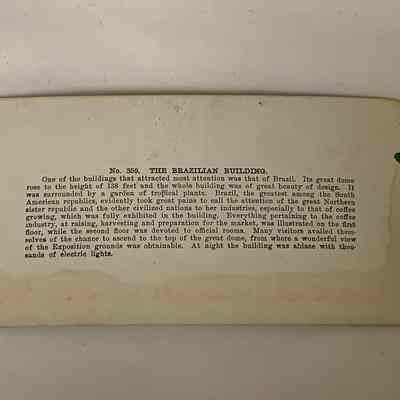 No. 359. THE BRAZILIAN BUILDING.
One of the buildings that attracted most attention was that of Brazil. Its great dome
rose to the height of 138 feet and the whole building was of great beauty of design. It
was surrounded by a garden of tropical plants. Brazil, the greatest among the South
American republics, evidently took great pains to call the attention of the great Northern
sister republic and the other civilized nations to her industries, especially to that of coffee
growing, which was fully exhibited in the building. Everything pertaining to the coffee
industry, at raising, harvesting and preparation for the market, was illustrated on the first
floor, while the second floor was devoted to official rooms. Many visitors availed them-
selves of the chance to ascend to the top of the great dome, from where a wonderful view
of the Exposition grounds was obtainable. At night the building was ablaze with thou-
sands of electric lights.